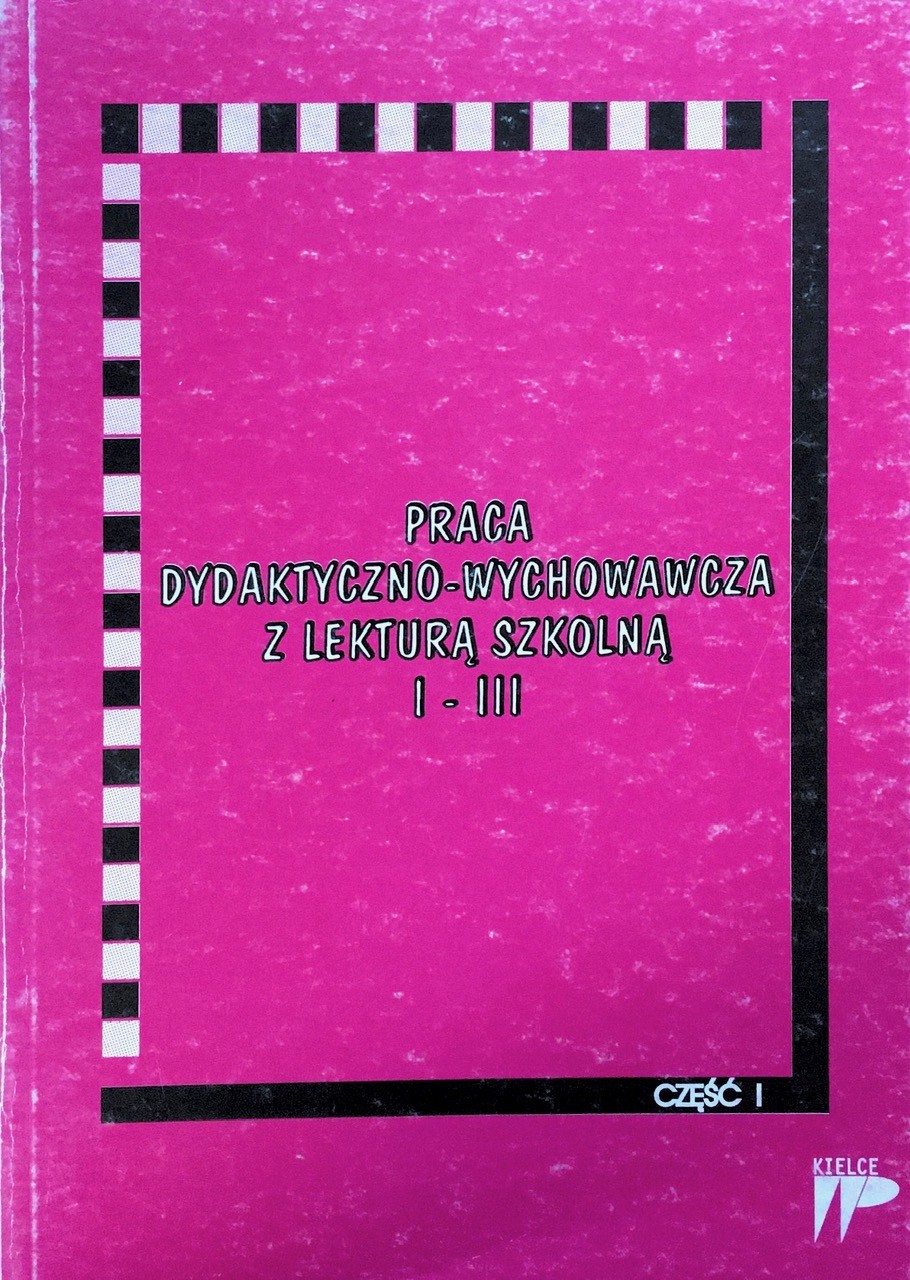 PRACA
DYDAKTYCZNO-WYCHOWAWCZA
Z LEKTURĄ SZKOLNĄ
I - III
CZĘŚĆ I
KIELCE